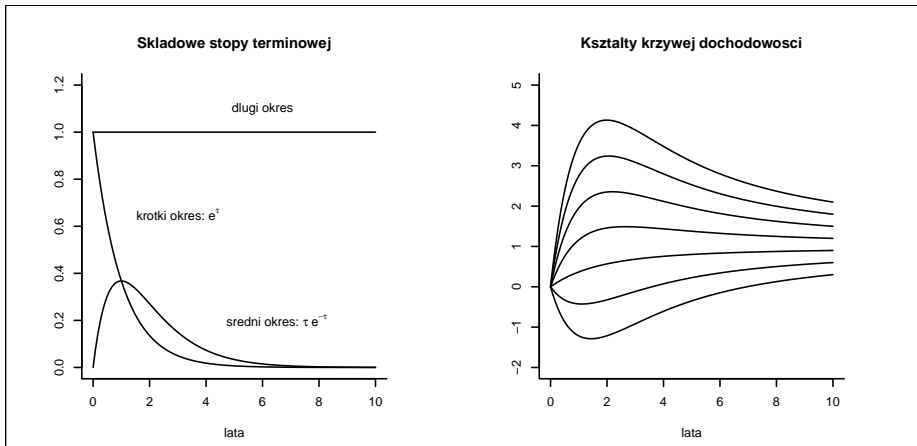 Skladowe stopy terminowej
1.2
1.0
0.8
0.6
0.4
0.2
0.0
dlugi okres
krotki okres: e^τ
sredni okres: τ e^−τ
0 2 4 6 8 10
lata
Ksztalty krzywej dochodowosci
5
4
3
2
1
0
−1
−2
0 2 4 6 8 10
lata